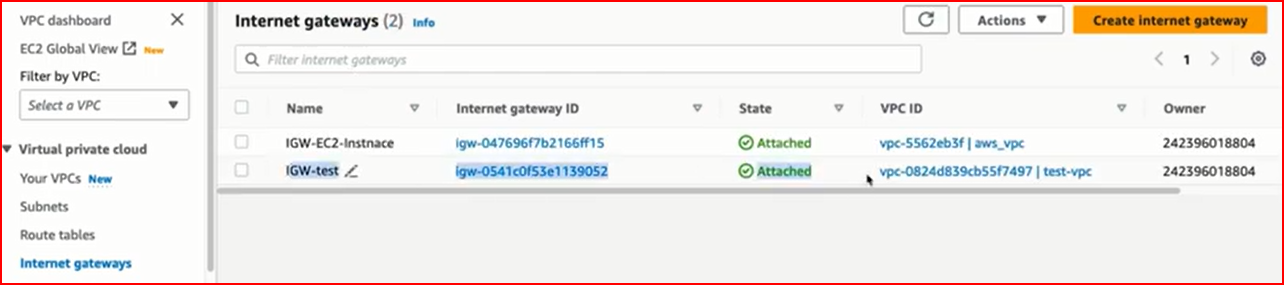 VPC dashboard
EC2 Global View New
Filter by VPC:
Select a VPC
Virtual private cloud
Your VPCs New
Subnets
Route tables
Internet gateways
Internet gateways (2) Info
Actions
Create internet gateway
Filter internet gateways
1
Name Internet gateway ID State VPC ID Owner
IGW-EC2-Instnace igw-047696f7b2166ff15 Attached vpc-5562eb3f | aws_vpc 242396018804
IGW-test igw-0541c0f53e1139052 Attached vpc-0824d839cb55f7497 | test-vpc 242396018804